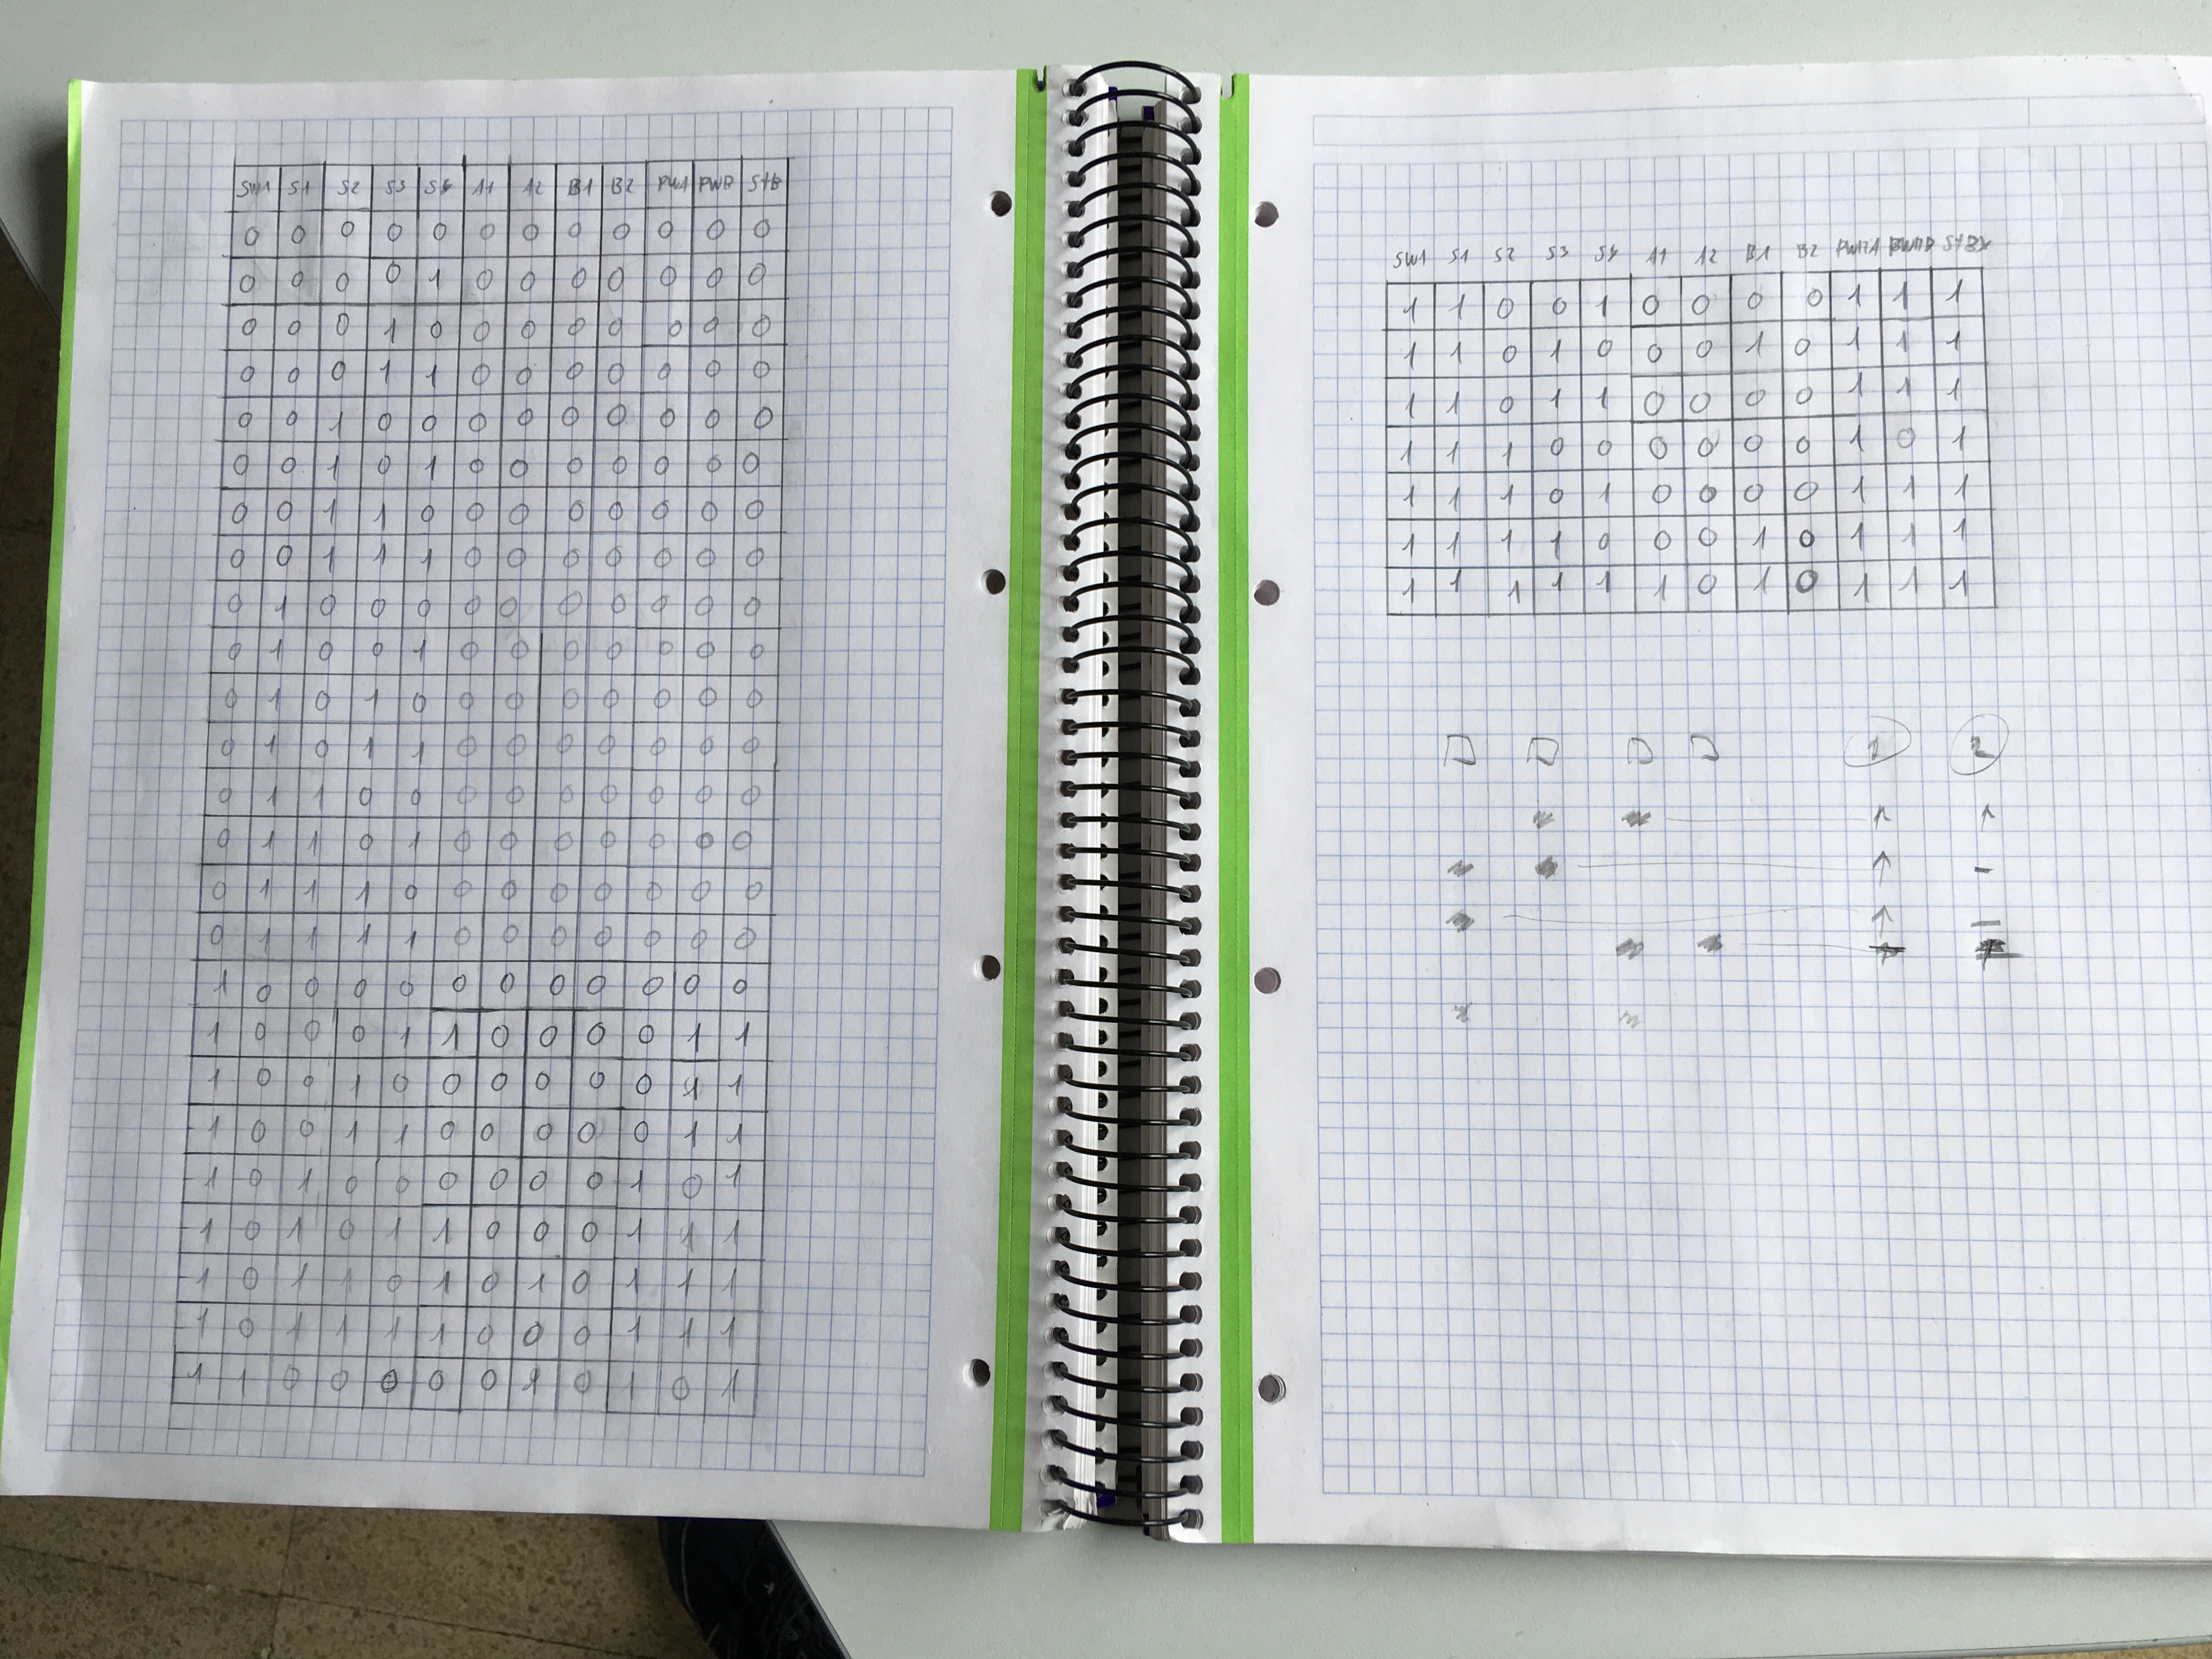 SW1 S1 S2 S3 S4 A1 A2 B1 B2 PWA PWB StB
0 0 0 0 0 0 0 0 0 0 0 0
0 0 0 0 1 0 0 0 0 0 0 0
0 0 0 1 0 0 0 0 0 0 0 0
0 0 0 1 1 0 0 0 0 0 0 0
0 0 1 0 0 0 0 0 0 0 0 0
0 0 1 0 1 0 0 0 0 0 0 0
0 0 1 1 0 0 0 0 0 0 0 0
0 0 1 1 1 0 0 0 0 0 0 0
0 1 0 0 0 0 0 0 0 0 0 0
0 1 0 0 1 0 0 0 0 0 0 0
0 1 0 1 0 0 0 0 0 0 0 0
0 1 0 1 1 0 0 0 0 0 0 0
0 1 1 0 0 0 0 0 0 0 0 0
0 1 1 0 1 0 0 0 0 0 0 0
0 1 1 1 0 0 0 0 0 0 0 0
0 1 1 1 1 0 0 0 0 0 0 0
1 0 0 0 0 0 0 0 0 0 0 0
1 0 0 0 1 1 0 0 0 0 1 1
1 0 0 1 0 0 0 0 0 0 1 1
1 0 0 1 1 0 0 0 0 0 1 1
1 0 1 0 0 0 0 0 0 1 0 1
1 0 1 0 1 1 0 0 0 1 1 1
1 0 1 1 0 1 0 1 0 1 1 1
1 0 1 1 1 1 0 0 0 1 1 1
1 1 0 0 0 0 0 1 0 1 0 1
SW1 S1 S2 S3 S4 A1 A2 B1 B2 PWMA PWMB StBy
1 1 0 0 1 0 0 0 0 1 1 1
1 1 0 1 0 0 0 1 0 1 1 1
1 1 0 1 1 0 0 0 0 1 1 1
1 1 1 0 0 0 0 0 0 1 0 1
1 1 1 0 1 0 0 0 0 1 1 1
1 1 1 1 0 0 0 1 0 1 1 1
1 1 1 1 1 1 0 1 0 1 1 1
1 2